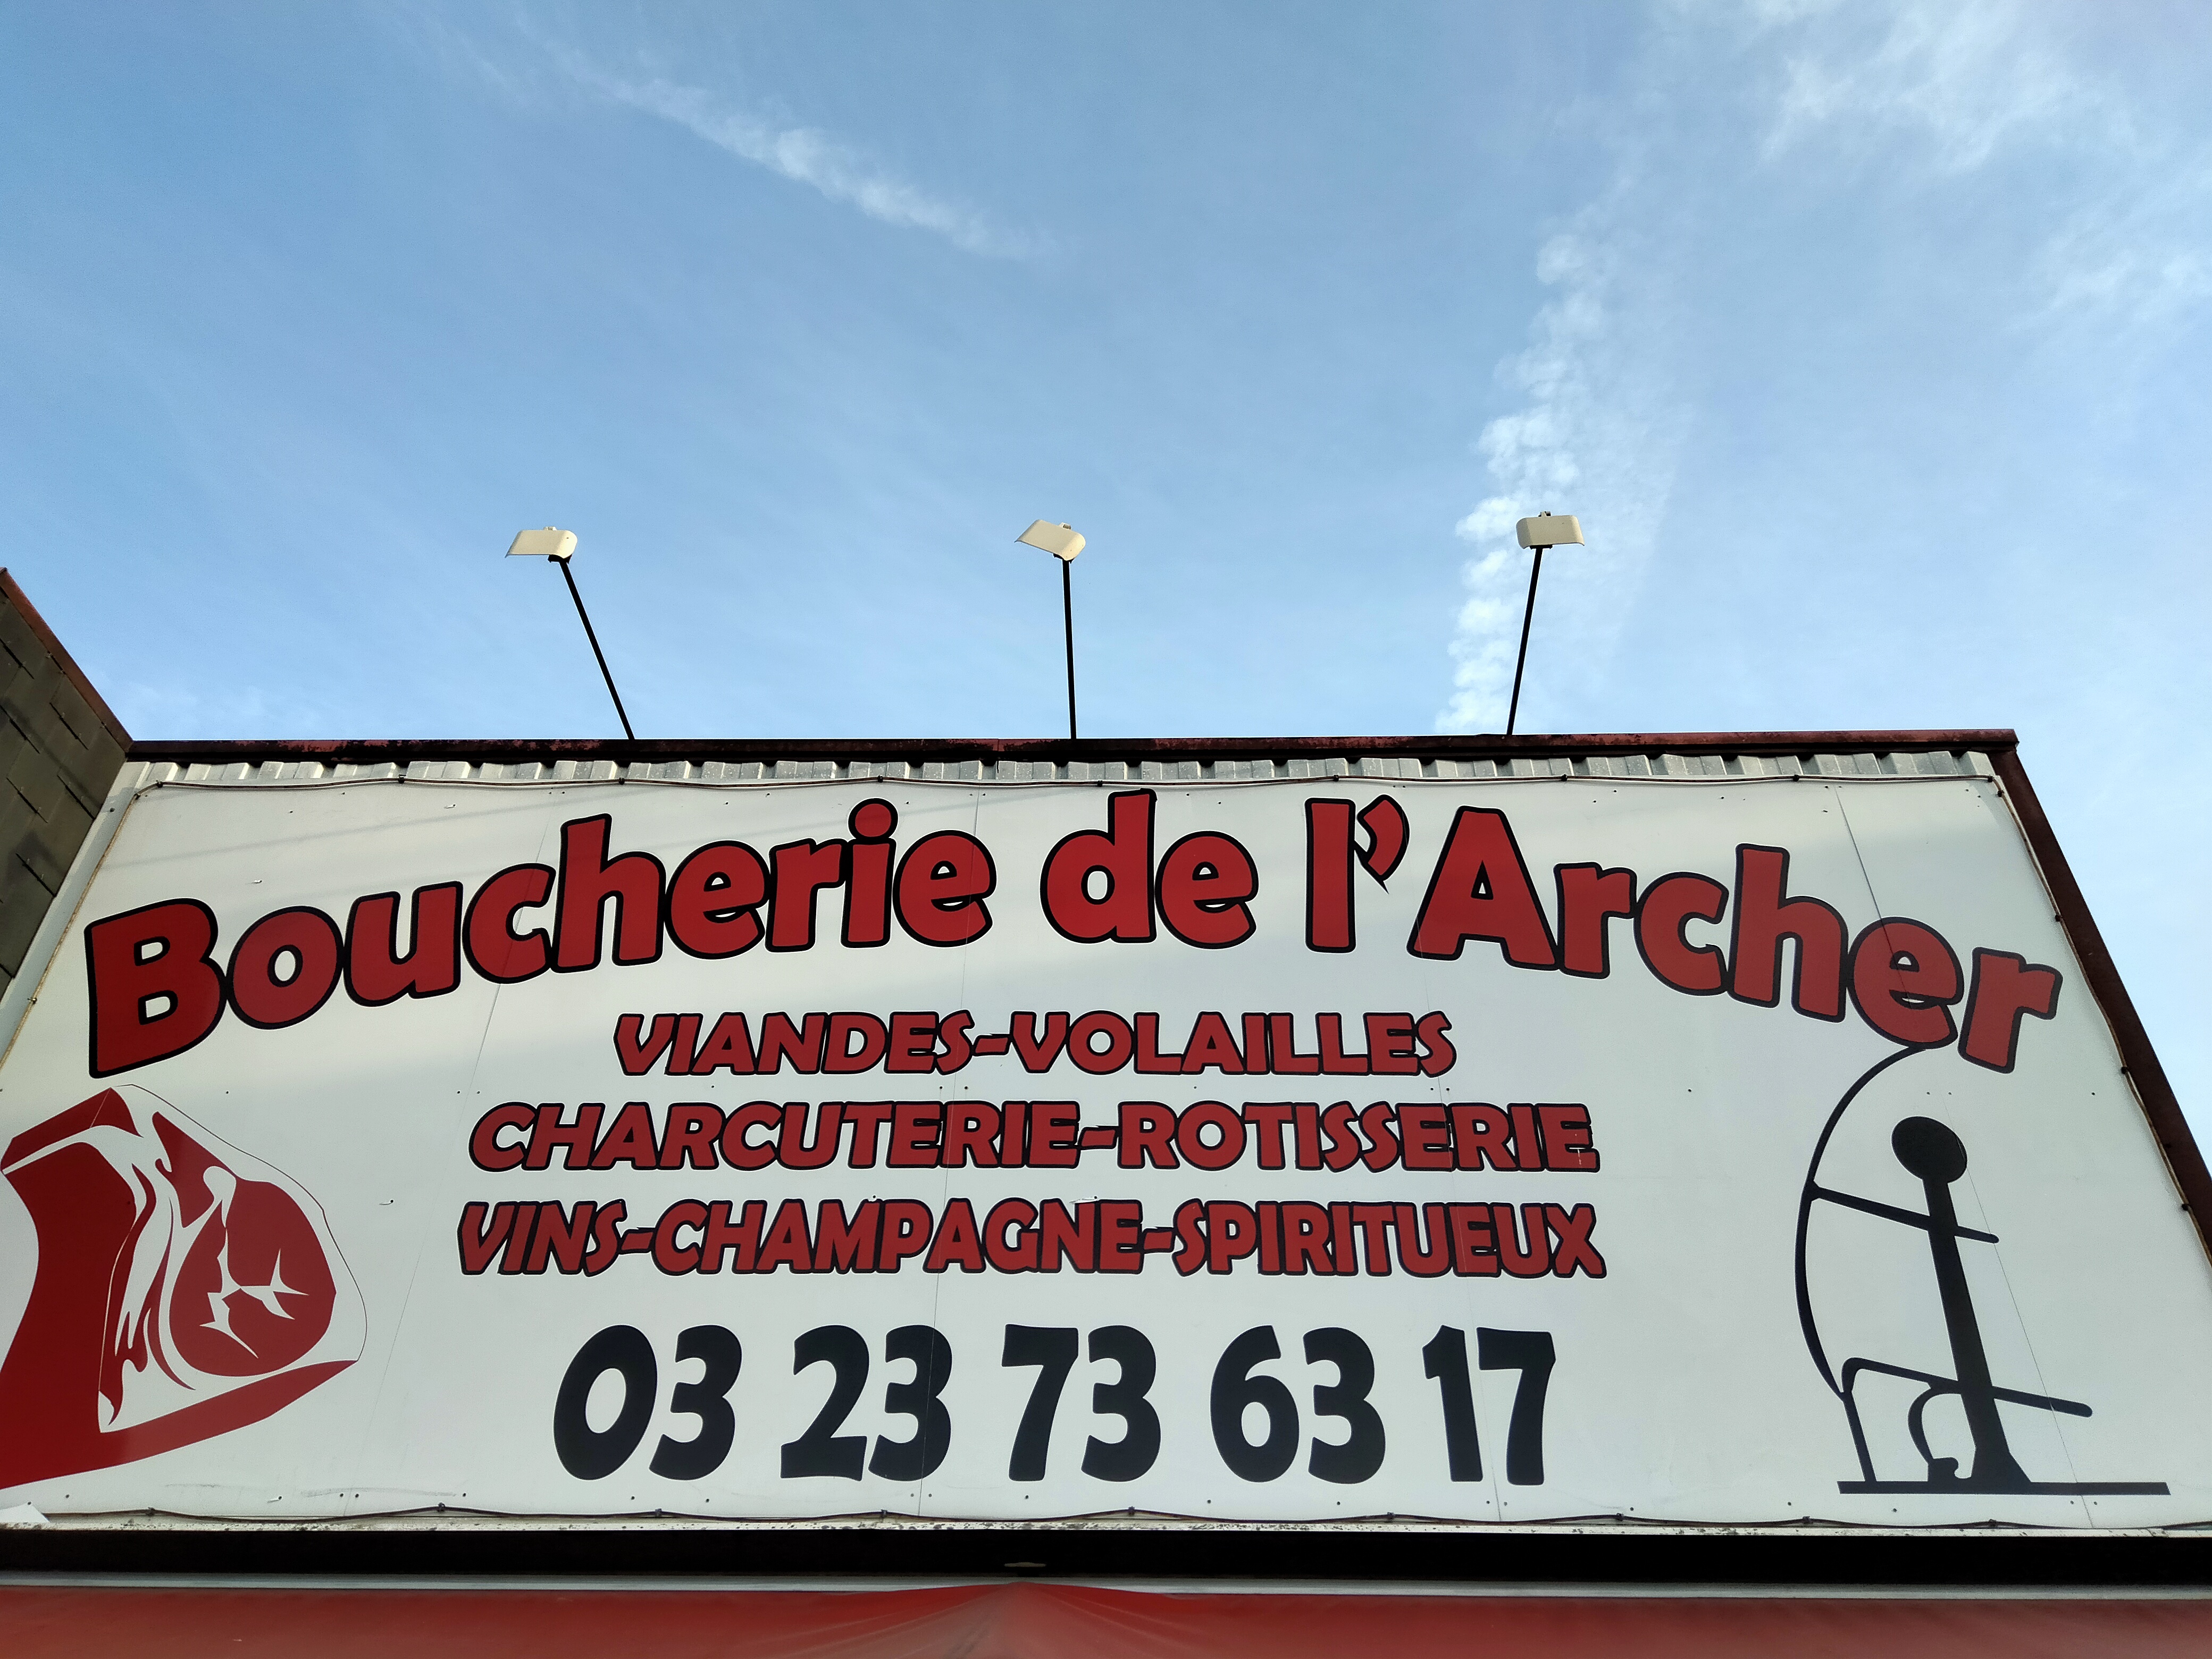 Boucherie de l'Archer
VIANDES-VOLAILLES
CHARCUTERIE-ROTISSERIE
VINS-CHAMPAGNE-SPIRITUEUX
03 23 73 63 17